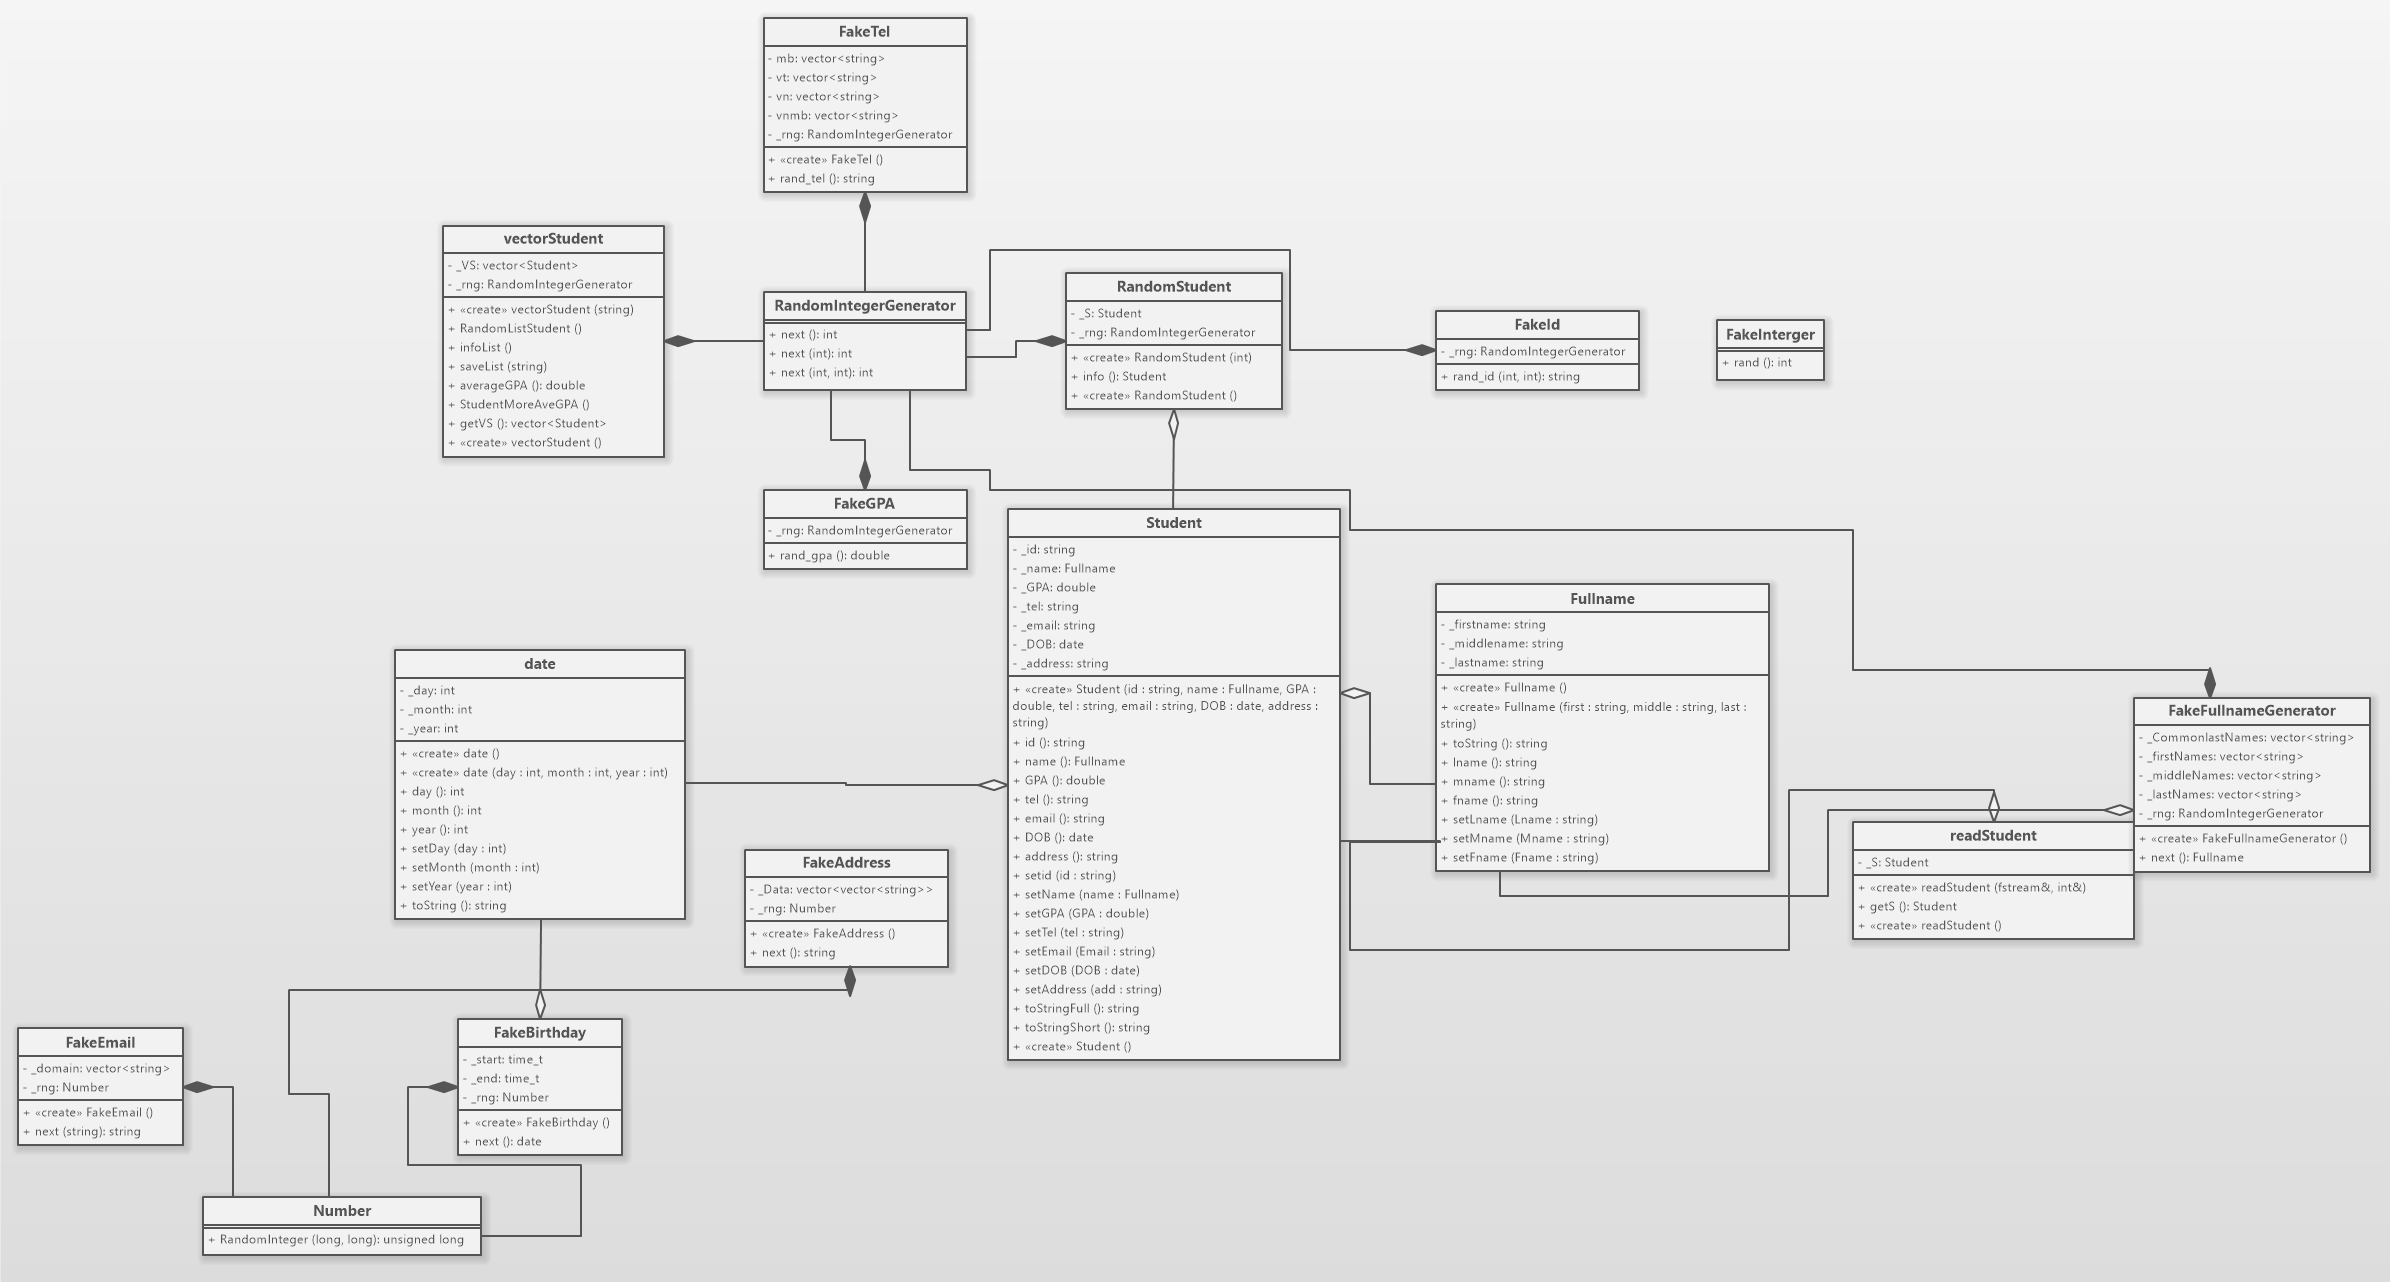 FakeTel
- mb: vector<string>
- vt: vector<string>
- vn: vector<string>
- vnmb: vector<string>
- _rng: RandomIntegerGenerator
+ «create» FakeTel ()
+ rand_tel (): string
vectorStudent
- _VS: vector<Student>
- _rng: RandomIntegerGenerator
+ «create» vectorStudent (string)
+ RandomListStudent ()
+ infoList ()
+ saveList (string)
+ averageGPA (): double
+ StudentMoreAveGPA ()
+ getVS (): vector<Student>
+ «create» vectorStudent ()
RandomIntegerGenerator
+ next (): int
+ next (int): int
+ next (int, int): int
RandomStudent
- _S: Student
- _rng: RandomIntegerGenerator
+ «create» RandomStudent (int)
+ info (): Student
+ «create» RandomStudent ()
FakeId
- _rng: RandomIntegerGenerator
+ rand_id (int, int): string
FakeInterger
+ rand (): int
FakeGPA
- _rng: RandomIntegerGenerator
+ rand_gpa (): double
Student
- _id: string
- _name: Fullname
- _GPA: double
- _tel: string
- _email: string
- _DOB: date
- _address: string
+ «create» Student (id : string, name : Fullname, GPA :
double, tel : string, email : string, DOB : date, address :
string)
+ id (): string
+ name (): Fullname
+ GPA (): double
+ tel (): string
+ email (): string
+ DOB (): date
+ address (): string
+ setid (id : string)
+ setName (name : Fullname)
+ setGPA (GPA : double)
+ setTel (tel : string)
+ setEmail (Email : string)
+ setDOB (DOB : date)
+ setAddress (add : string)
+ toStringFull (): string
+ toStringShort (): string
+ «create» Student ()
Fullname
- _firstname: string
- _middlename: string
- _lastname: string
+ «create» Fullname ()
+ «create» Fullname (first : string, middle : string, last :
string)
+ toString (): string
+ lname (): string
+ mname (): string
+ fname (): string
+ setLname (Lname : string)
+ setMname (Mname : string)
+ setFname (Fname : string)
date
- _day: int
- _month: int
- _year: int
+ «create» date ()
+ «create» date (day : int, month : int, year : int)
+ day (): int
+ month (): int
+ year (): int
+ setDay (day : int)
+ setMonth (month : int)
+ setYear (year : int)
+ toString (): string
FakeFullnameGenerator
- _CommonlastNames: vector<string>
- _firstNames: vector<string>
- _middleNames: vector<string>
- _lastNames: vector<string>
- _rng: RandomIntegerGenerator
+ «create» FakeFullnameGenerator ()
+ next (): Fullname
readStudent
- _S: Student
+ «create» readStudent (fstream&, int&)
+ getS (): Student
+ «create» readStudent ()
FakeAddress
- _Data: vector<vector<string>>
- _rng: Number
+ «create» FakeAddress ()
+ next (): string
FakeEmail
- _domain: vector<string>
- _rng: Number
+ «create» FakeEmail ()
+ next (string): string
FakeBirthday
- _start: time_t
- _end: time_t
- _rng: Number
+ «create» FakeBirthday ()
+ next (): date
Number
+ RandomInteger (long, long): unsigned long